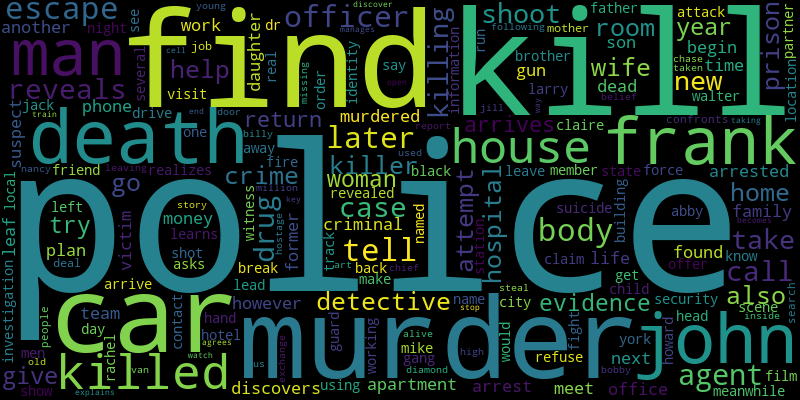 police
find
kill
murder
death
car
man
frank
john
house
killed
body
tell
case
later
officer
escape
reveals
shoot
killing
room
wife
year
new
prison
hospital
attempt
drug
crime
killer
woman
detective
evidence
agent
call
take
home
also
family
found
try
go
give
help
return
arrives
discovers
apartment
criminal
money
murdered
daughter
another
night
work
job
several
see
visit
dr
real
identity
order
missing
manages
discover
young
say
information
run
following
mother
father
son
brother
gun
dead
larry
jill
way
attack
chase
taken
begin
time
walter
belief
partner
location
suspect
jack
phone
drive
one
train
end
door
cell
open
billy
away
fire
million
key
used
report
black
claire
confronts
taking
leave
member
state
force
arrested
leaf
local
investigation
nancy
leaving
friend
realizes
left
plan
deal
victim
story
learns
shot
asks
arrive
contact
team
day
people
men
old
show
rachel
van
watch
explains
agrees
hotel
hand
however
lead
break
witness
hostage
former
revealed
track
art
back
chief
make
named
station
suicide
building
abby
claim
life
offer
becomes
know
get
child
security
scene
search
inside
name
city
alive
stop
guard
working
mike
gang
diamond
high
us
exchange
using
arrest
refuse
would
fight
york
next
howard
head
steal
bobby
meet
office
film
meanwhile